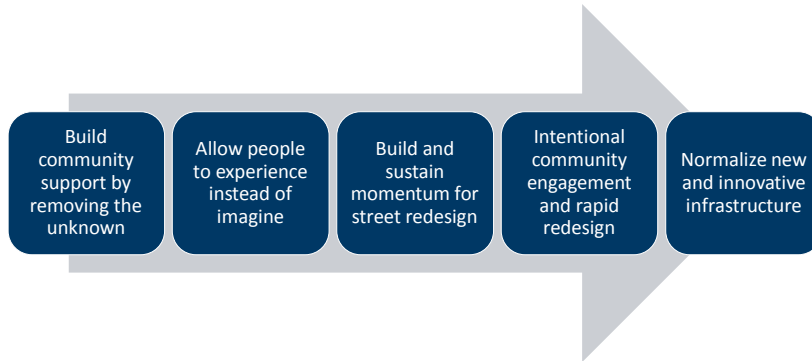 Build
community
support by
removing the
unknown
Allow people
to experience
instead of
imagine
Build and
sustain
momentum for
street redesign
Intentional
community
engagement
and rapid
redesign
Normalize new
and innovative
infrastructure